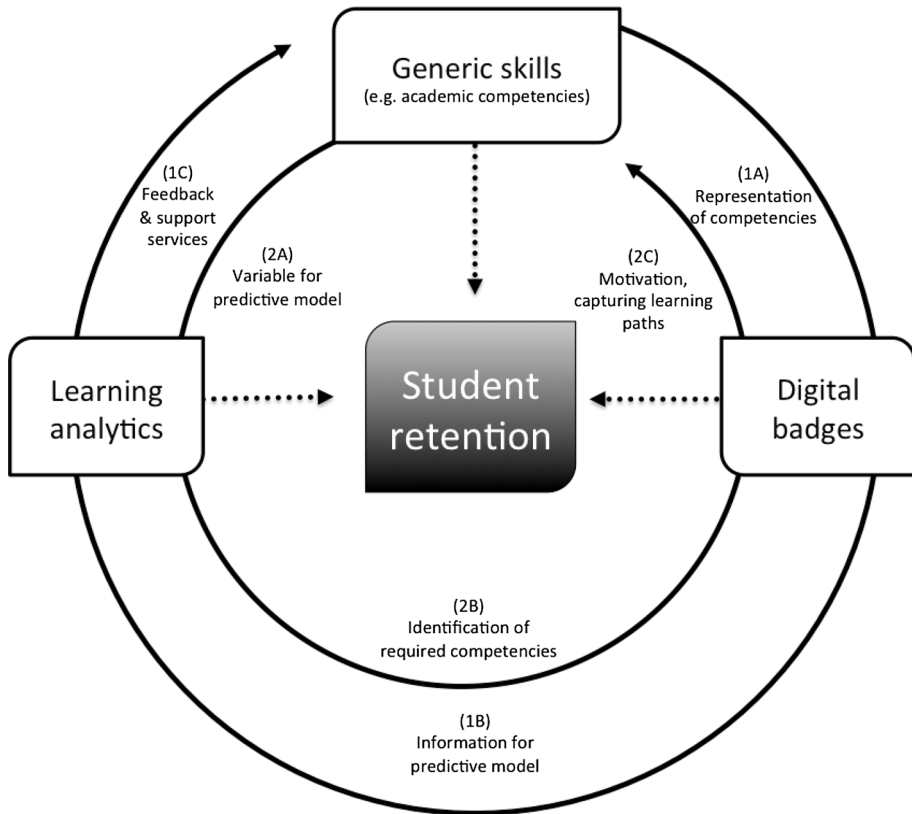 Generic skills
(e.g. academic competencies)
(1C)
Feedback
& support
services
(1A)
Representation
of competencies
(2A)
Variable for
predictive model
(2C)
Motivation,
capturing learning
paths
Learning
analytics
Student
retention
Digital
badges
(2B)
Identification of
required competencies
(1B)
Information for
predictive model